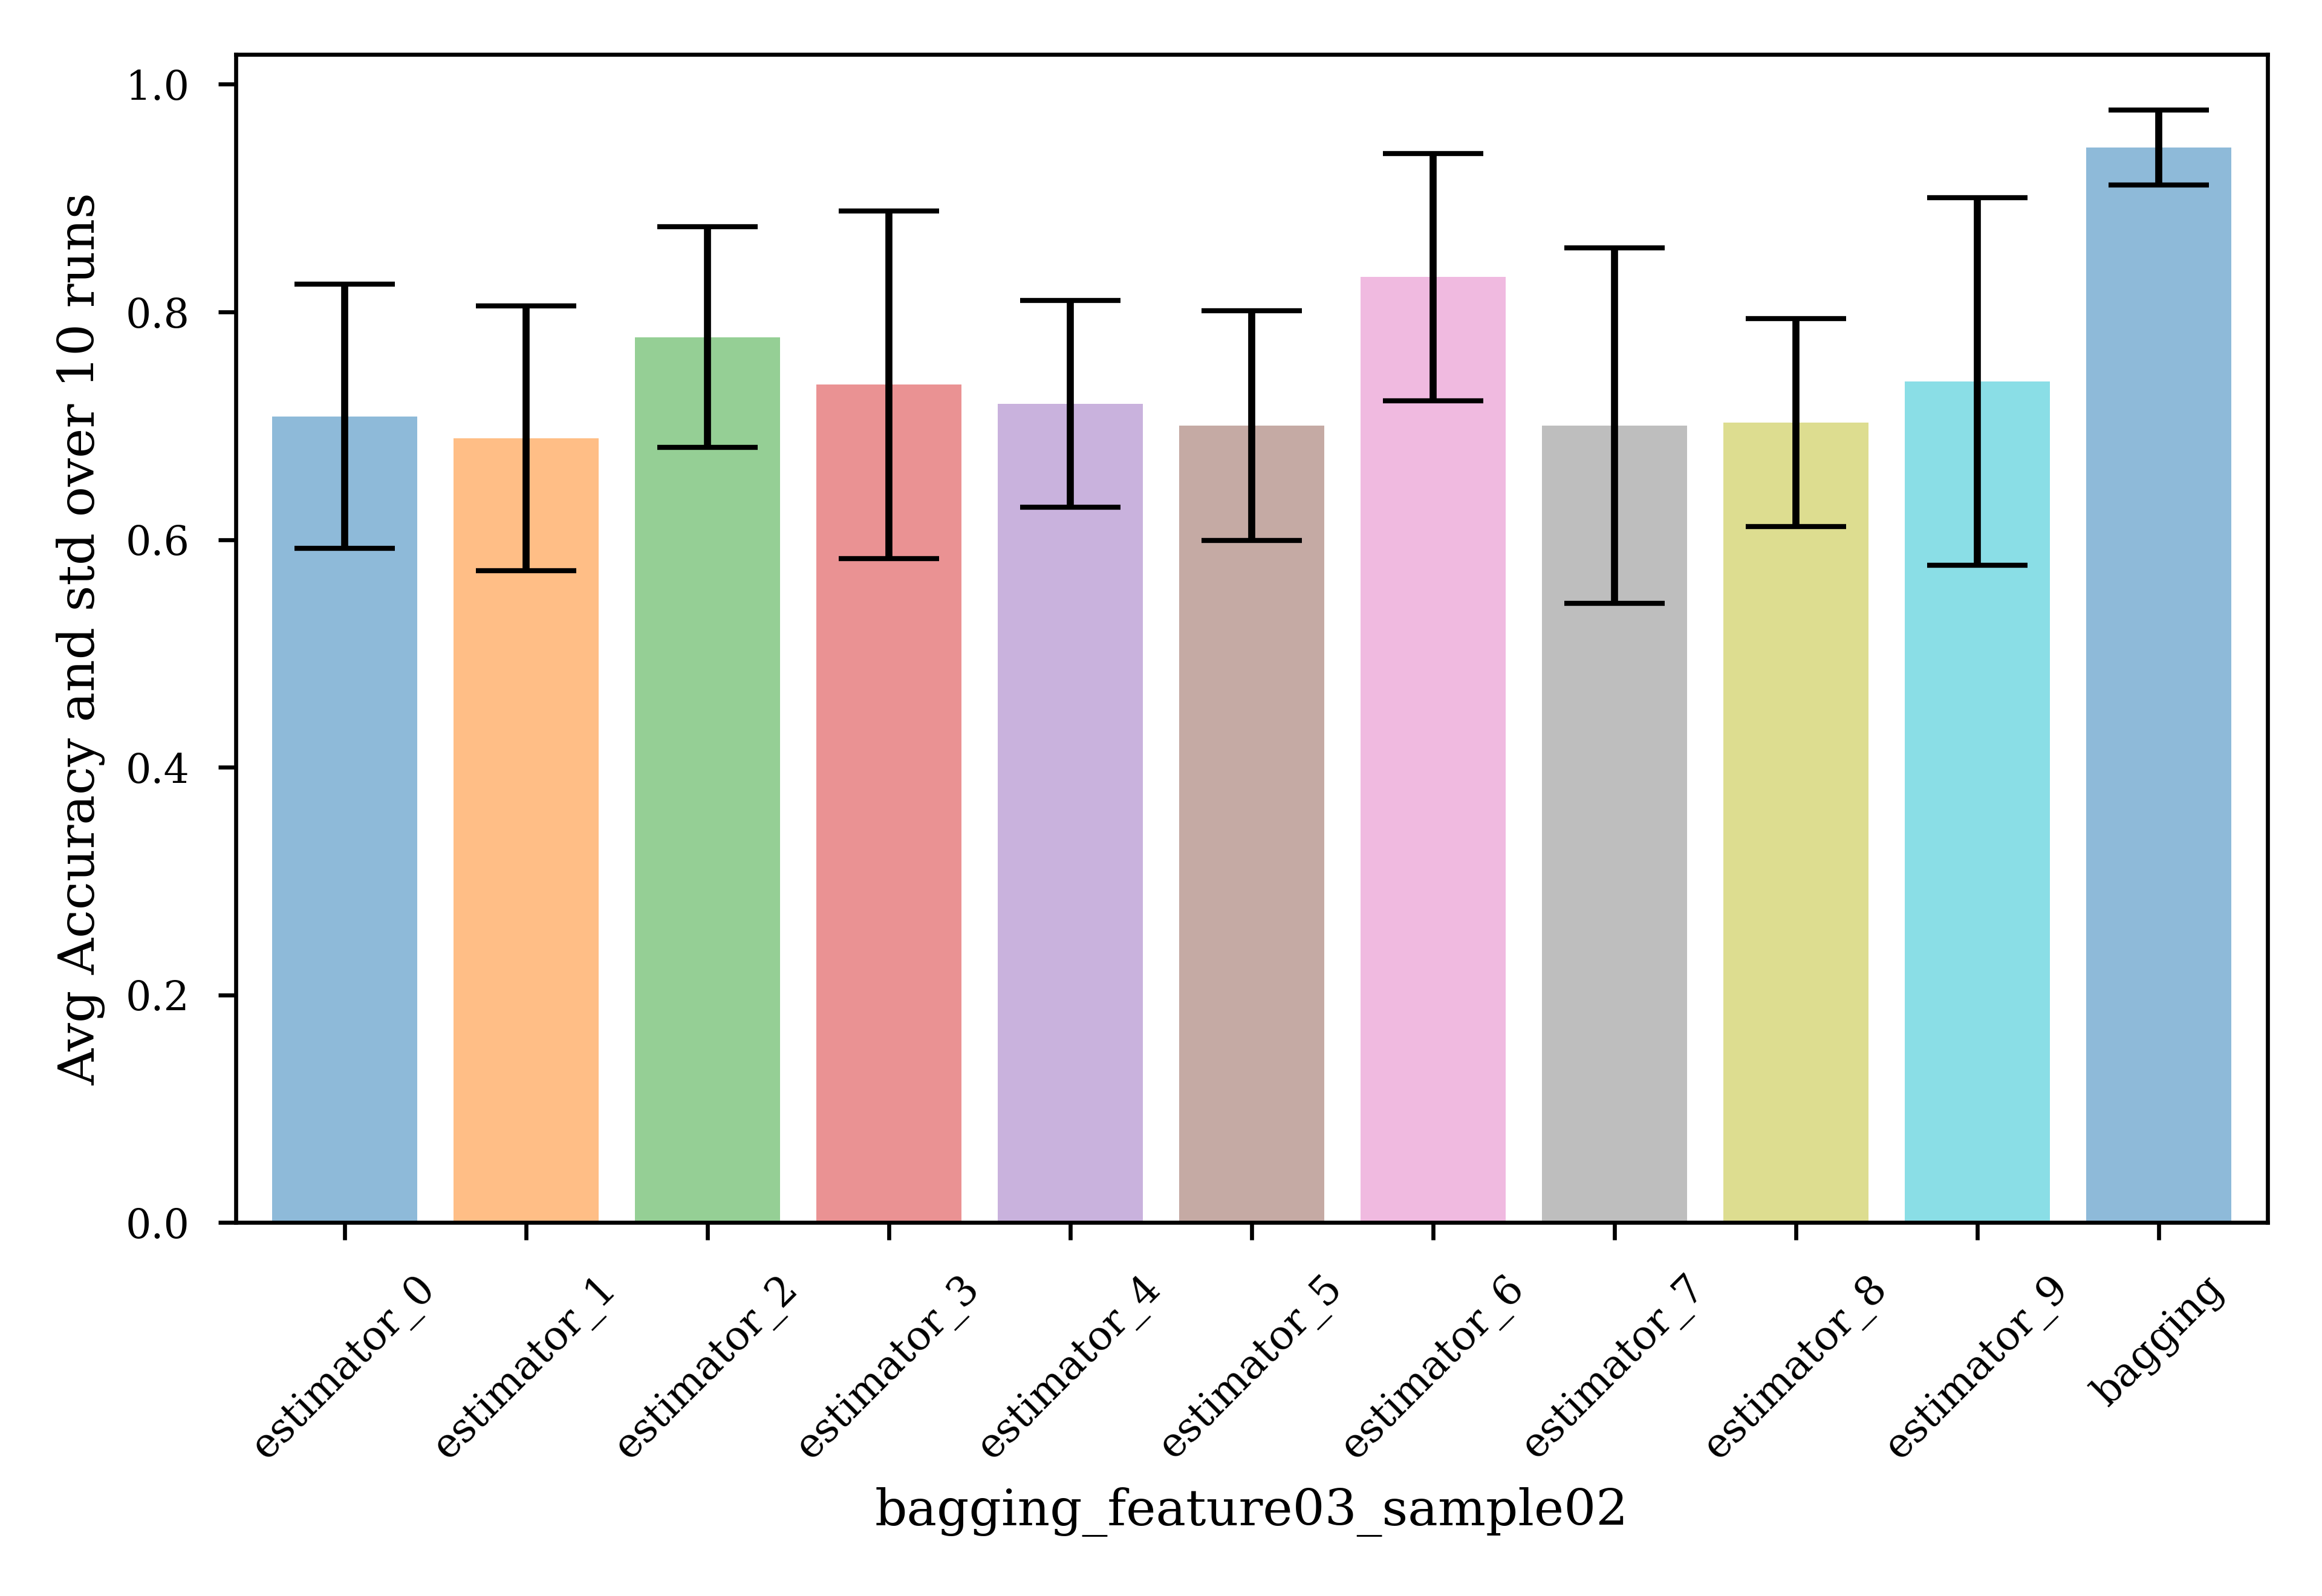 Avg Accuracy and std over 10 runs
1.0
0.8
0.6
0.4
0.2
0.0
estimator_0
estimator_1
estimator_2
estimator_3
estimator_4
estimator_5
estimator_6
estimator_7
estimator_8
estimator_9
bagging
bagging_feature03_sample02